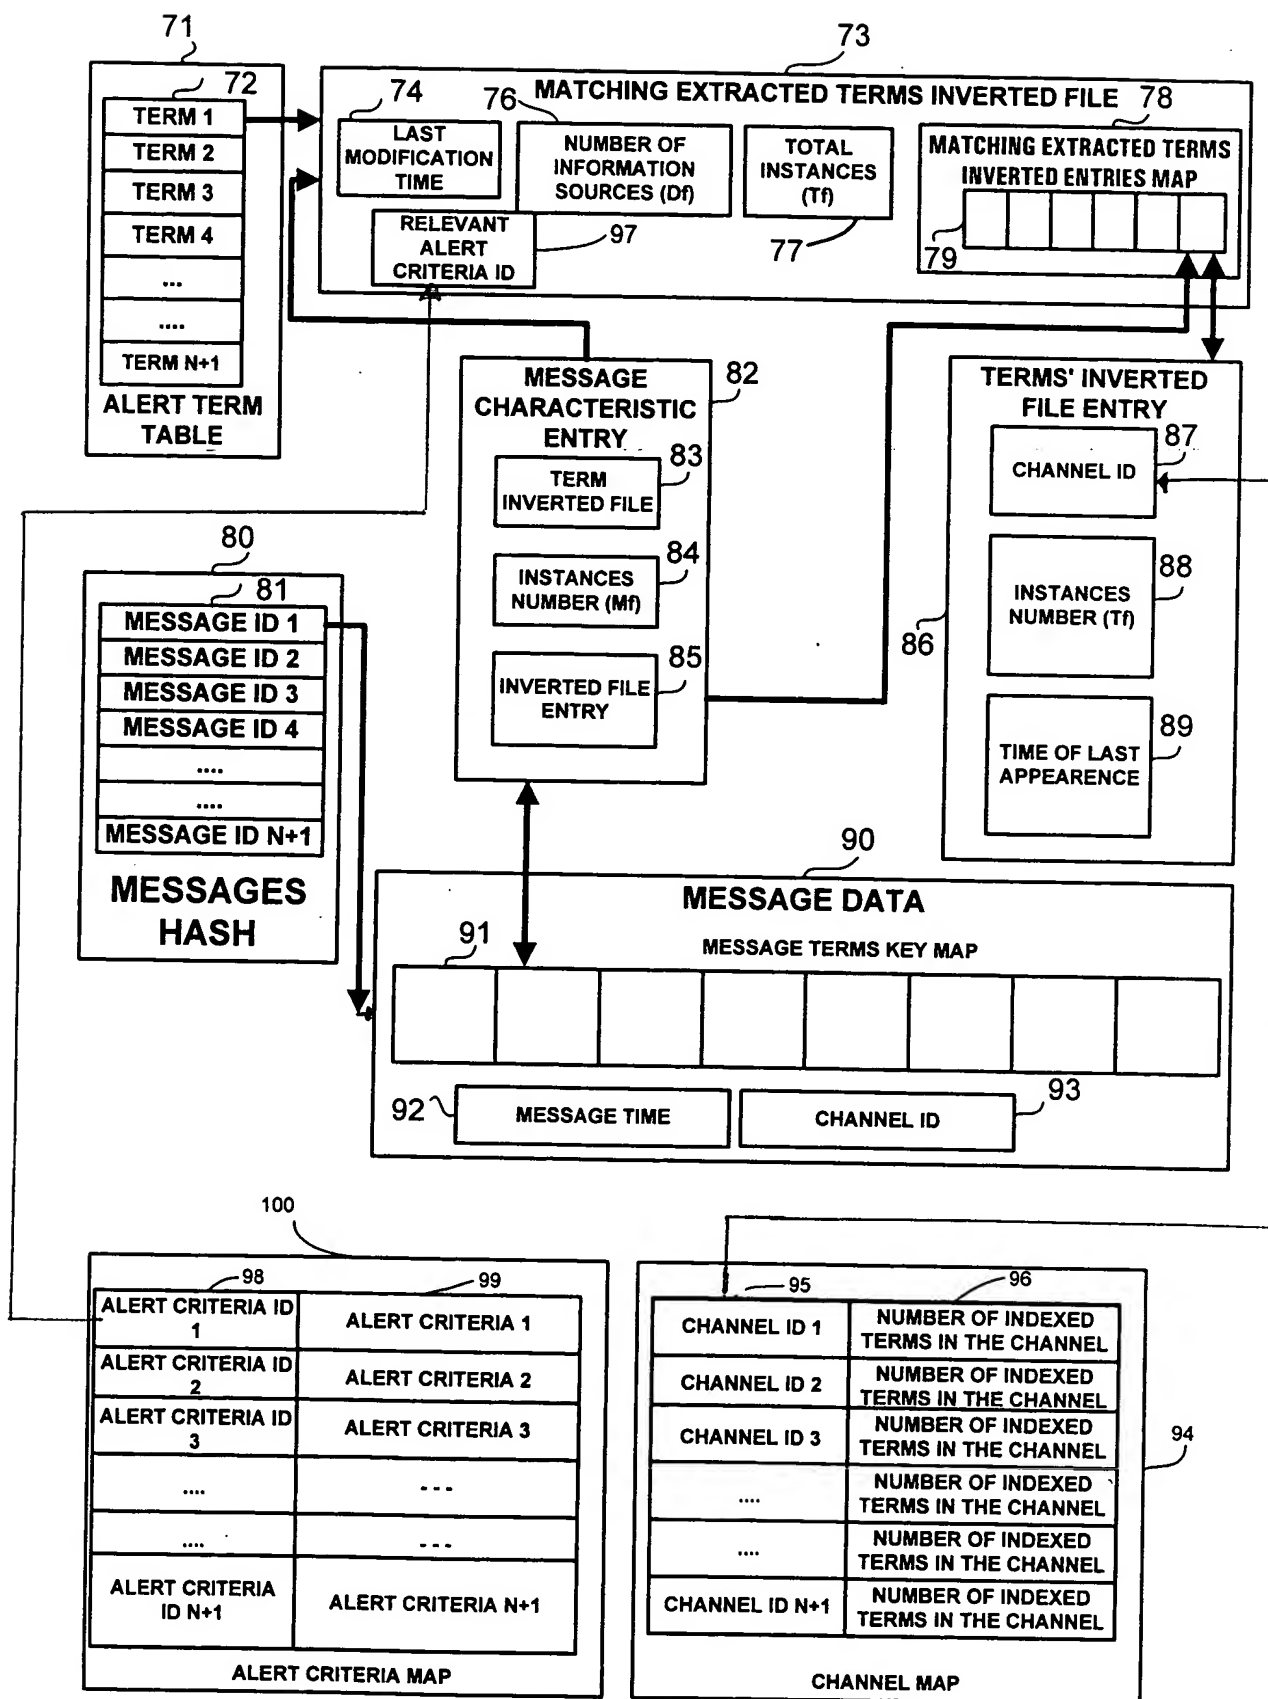 71
72
TERM 1
TERM 2
TERM 3
TERM 4
...
....
TERM N+1
ALERT TERM
TABLE
73
MATCHING EXTRACTED TERMS INVERTED FILE
74
LAST
MODIFICATION
TIME
76
NUMBER OF
INFORMATION
SOURCES (Df)
TOTAL
INSTANCES
(Tf)
77
78
MATCHING EXTRACTED TERMS
INVERTED ENTRIES MAP
79
RELEVANT
ALERT
CRITERIA ID
97
MESSAGE
CHARACTERISTIC
ENTRY
82
83
TERM
INVERTED FILE
84
INSTANCES
NUMBER (Mf)
85
INVERTED FILE
ENTRY
TERMS' INVERTED
FILE ENTRY
87
CHANNEL ID
88
INSTANCES
NUMBER (Tf)
86
89
TIME OF LAST
APPEARENCE
80
81
MESSAGE ID 1
MESSAGE ID 2
MESSAGE ID 3
MESSAGE ID 4
....
....
MESSAGE ID N+1
MESSAGES
HASH
90
MESSAGE DATA
91
MESSAGE TERMS KEY MAP
92
MESSAGE TIME
CHANNEL ID
93
100
98
99
ALERT CRITERIA ID
1
ALERT CRITERIA 1
ALERT CRITERIA ID
2
ALERT CRITERIA 2
ALERT CRITERIA ID
3
ALERT CRITERIA 3
....
- - -
....
- - -
ALERT CRITERIA
ID N+1
ALERT CRITERIA N+1
ALERT CRITERIA MAP
95
96
CHANNEL ID 1
NUMBER OF INDEXED
TERMS IN THE CHANNEL
CHANNEL ID 2
NUMBER OF INDEXED
TERMS IN THE CHANNEL
CHANNEL ID 3
NUMBER OF INDEXED
TERMS IN THE CHANNEL
94
....
NUMBER OF INDEXED
TERMS IN THE CHANNEL
....
NUMBER OF INDEXED
TERMS IN THE CHANNEL
CHANNEL ID N+1
NUMBER OF INDEXED
TERMS IN THE CHANNEL
CHANNEL MAP